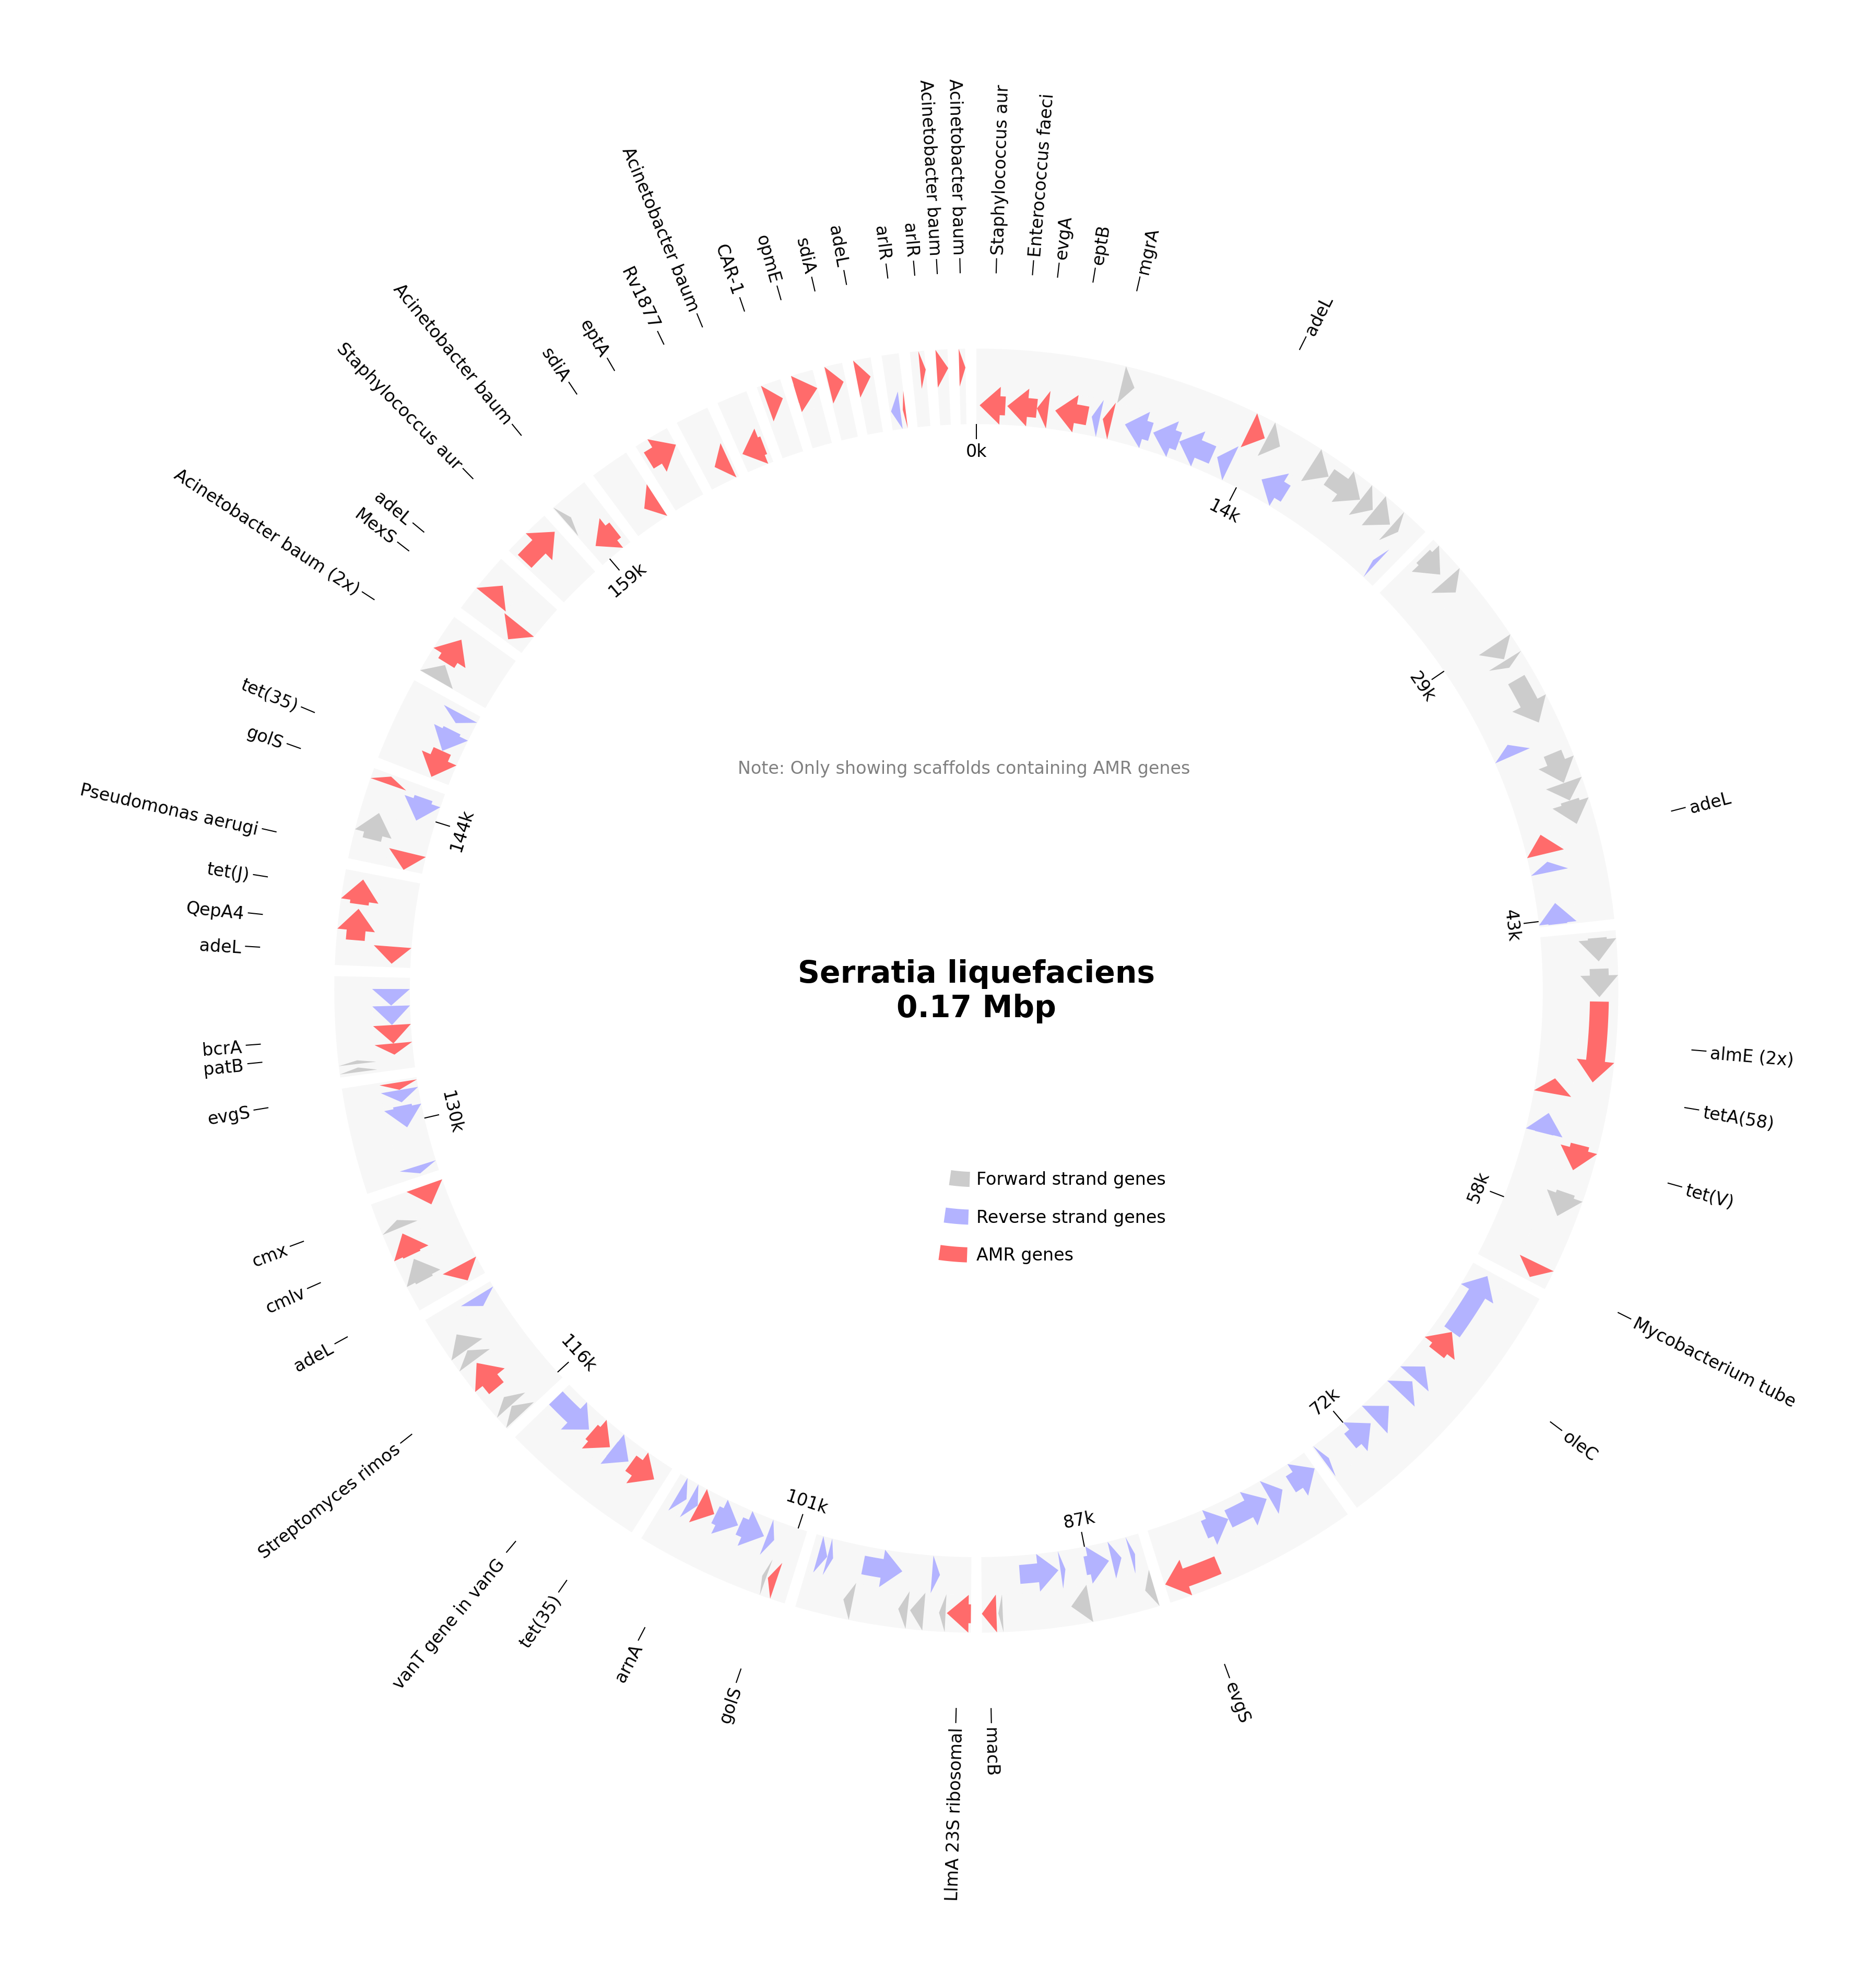 Staphylococcus aur
Enterococcus faeci
evgA
eptB
mgrA
adeL
adeL
almE (2x)
tetA(58)
tet(V)
Mycobacterium tube
oleC
evgS
macB
LlmA 23S ribosomal
golS
arnA
tet(35)
vanT gene in vanG
Streptomyces rimos
adeL
cmlv
cmx
evgS
patB
bcrA
adeL
QepA4
tet(J)
Pseudomonas aerugi
golS
tet(35)
Acinetobacter baum (2x)
MexS
adeL
Staphylococcus aur
Acinetobacter baum
sdiA
eptA
Rv1877
Acinetobacter baum
CAR-1
opmE
sdiA
adeL
arlR
arlR
Acinetobacter baum
Acinetobacter baum
0k
14k
29k
43k
58k
72k
87k
101k
116k
130k
144k
159k
Note: Only showing scaffolds containing AMR genes
Serratia liquefaciens
0.17 Mbp
Forward strand genes
Reverse strand genes
AMR genes